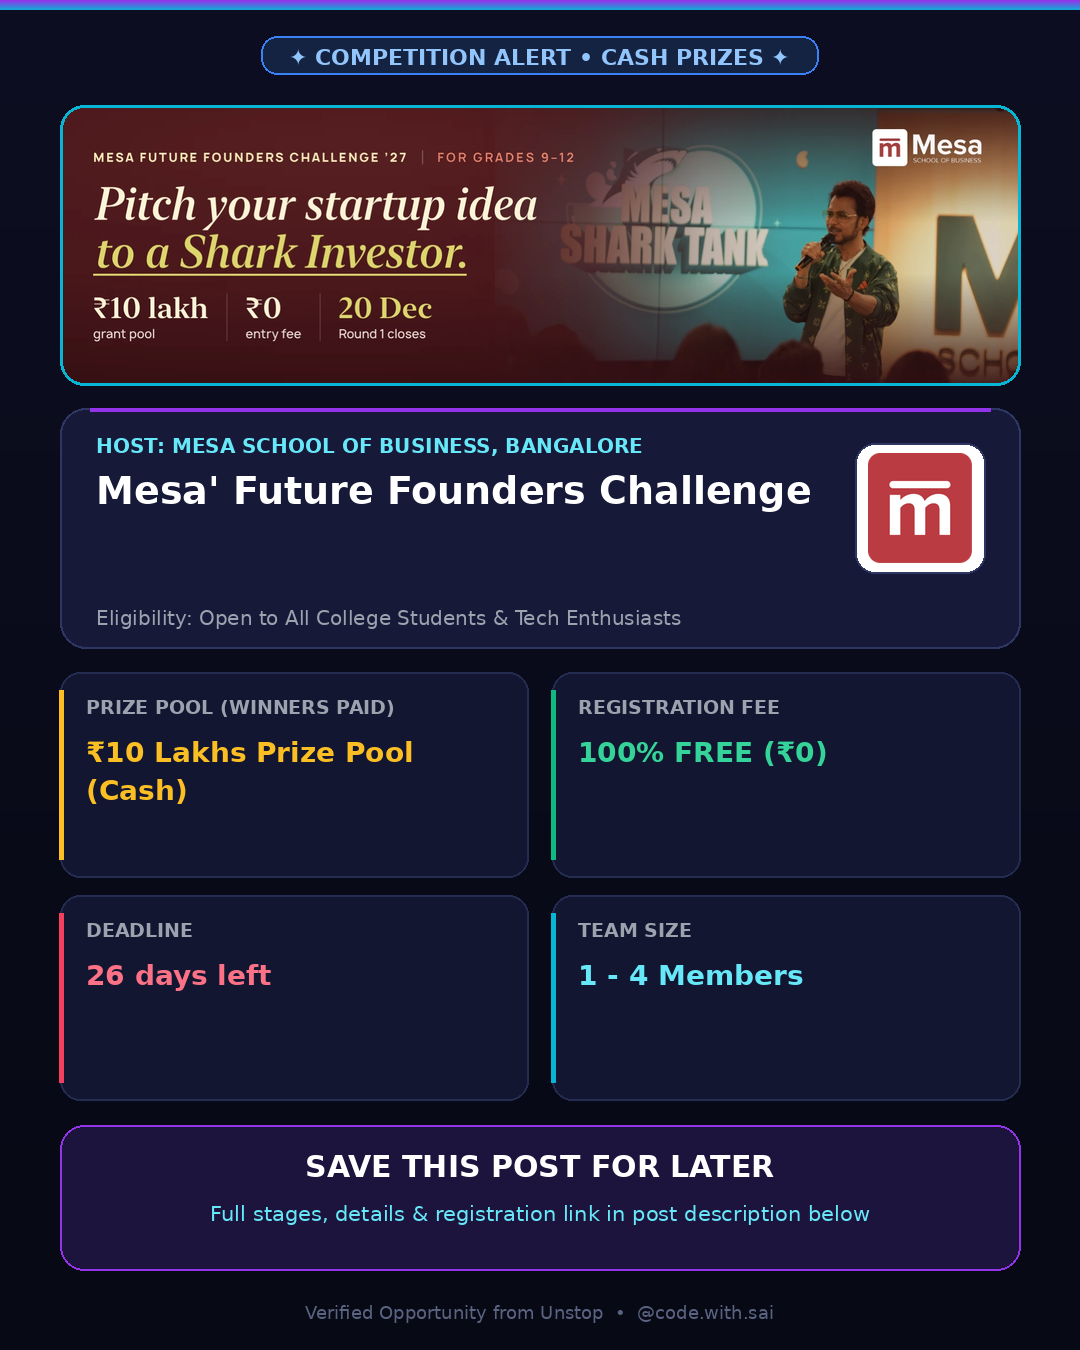 ✦ COMPETITION ALERT • CASH PRIZES ✦
MESA FUTURE FOUNDERS CHALLENGE '27 | FOR GRADES 9–12
Mesa
SCHOOL OF BUSINESS
Pitch your startup idea
to a Shark Investor.
MESA
SHARK TANK
₹10 lakh
grant pool
₹0
entry fee
20 Dec
Round 1 closes
M
SCHO
HOST: MESA SCHOOL OF BUSINESS, BANGALORE
Mesa' Future Founders Challenge
m
Eligibility: Open to All College Students & Tech Enthusiasts
PRIZE POOL (WINNERS PAID)
₹10 Lakhs Prize Pool
(Cash)
REGISTRATION FEE
100% FREE (₹0)
DEADLINE
26 days left
TEAM SIZE
1 - 4 Members
SAVE THIS POST FOR LATER
Full stages, details & registration link in post description below
Verified Opportunity from Unstop • @code.with.sai